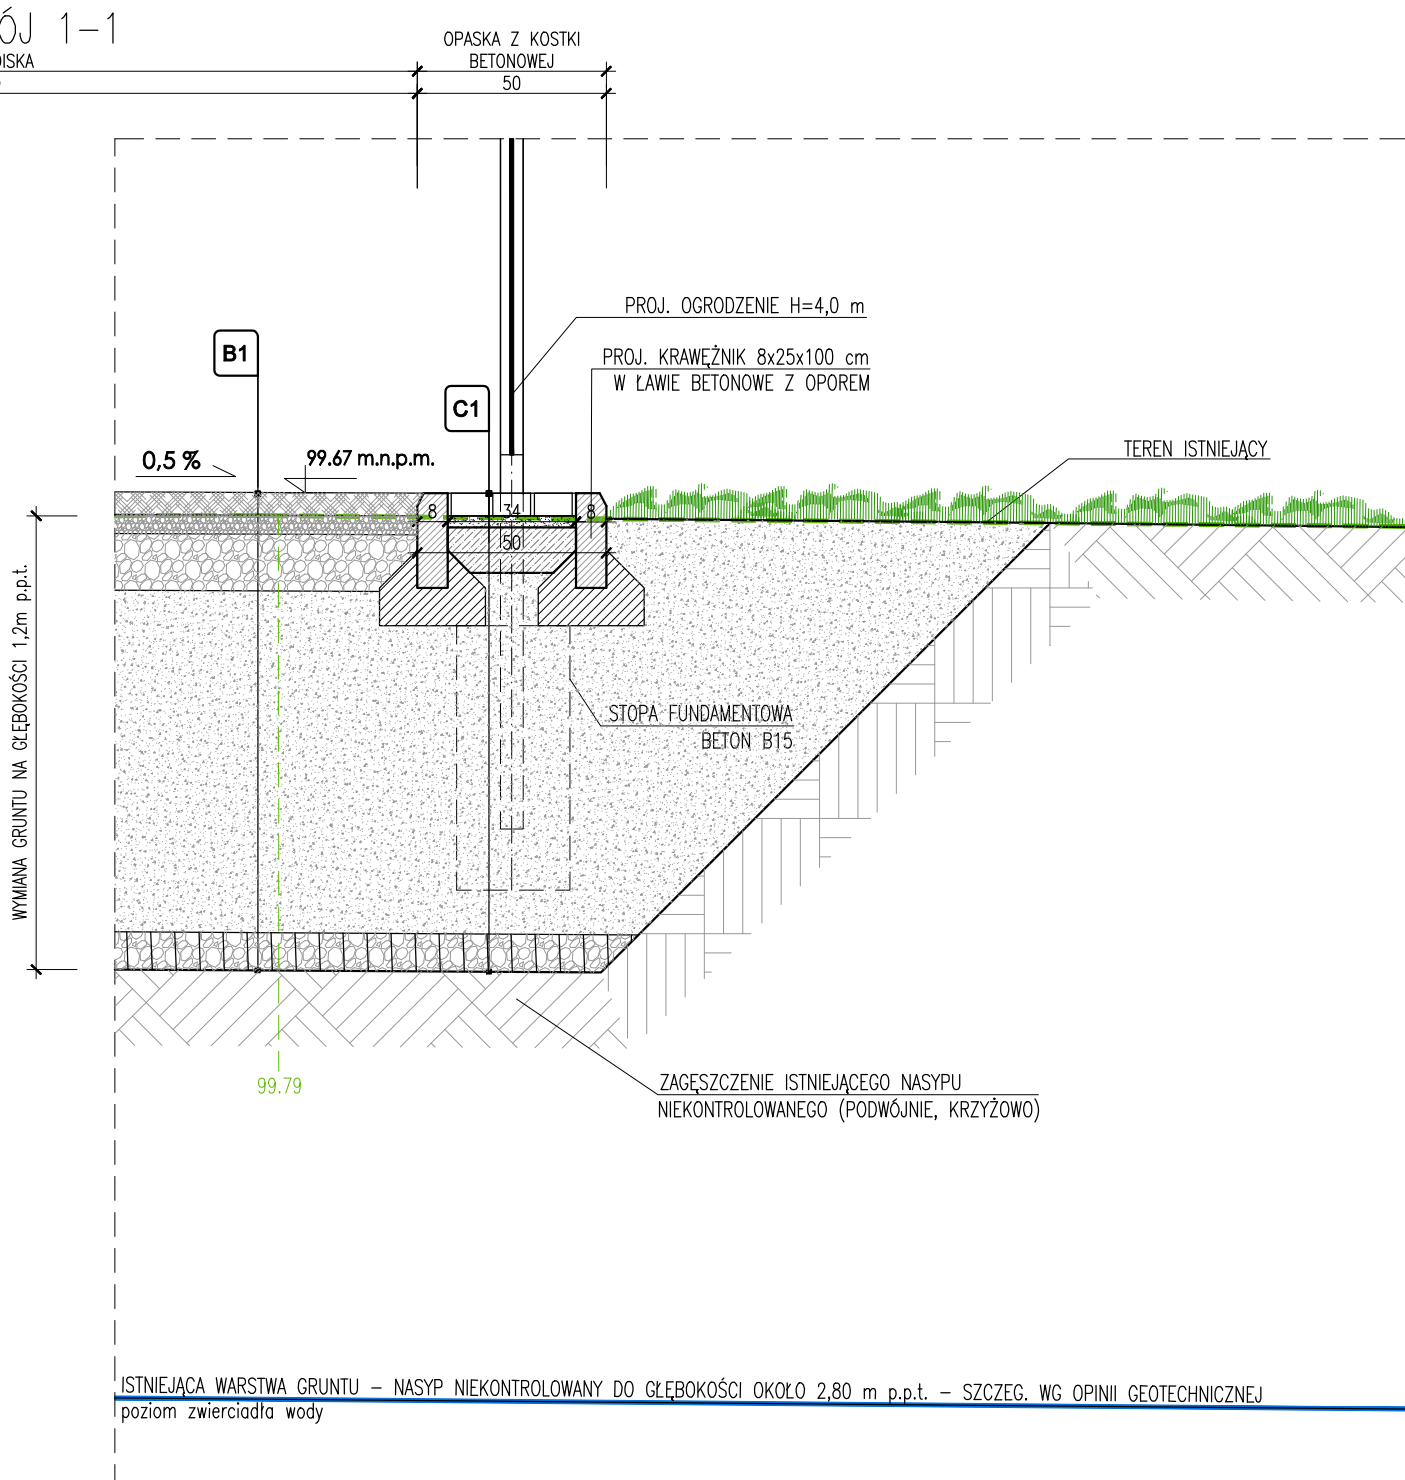 ÓJ 1-1
OPASKA Z KOSTKI
BETONOWEJ
50
PROJ. OGRODZENIE H=4,0 m
B1
PROJ. KRAWĘŻNIK 8x25x100 cm
W ŁAWIE BETONOWE Z OPOREM
C1
TEREN ISTNIEJĄCY
0,5 %
99.67 m.n.p.m.
8
34
8
50
WYMIANA GRUNTU NA GŁĘBOKOŚCI 1,2m p.p.t.
STOPA FUNDAMENTOWA
BETON B15
99.79
ZAGĘSZCZENIE ISTNIEJĄCEGO NASYPU
NIEKONTROLOWANEGO (PODWÓJNIE, KRZYŻOWO)
ISTNIEJĄCA WARSTWA GRUNTU – NASYP NIEKONTROLOWANY DO GŁĘBOKOŚCI OKOŁO 2,80 m p.p.t. – SZCZEG. WG OPINII GEOTECHNICZNEJ
poziom zwierciadła wody